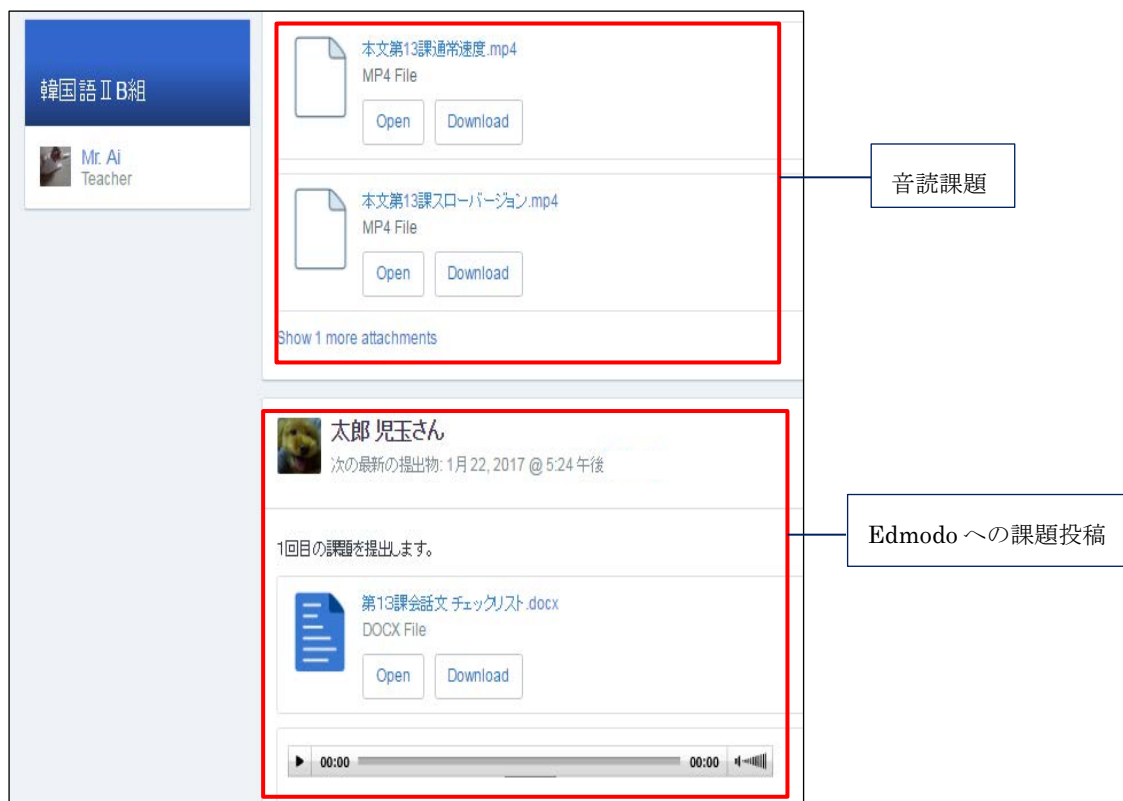 韓国語ⅡB組
Mr. Ai
Teacher
本文第13課通常速度.mp4
MP4 File
Open Download
本文第13課スローバージョン.mp4
MP4 File
Open Download
Show 1 more attachments
音読課題
太郎 児玉さん
次の最新の提出物: 1月 22, 2017 @ 5:24 午後
1回目の課題を提出します。
第13課会話文 チェックリスト.docx
DOCX File
Open Download
00:00 00:00
Edmodo への課題投稿